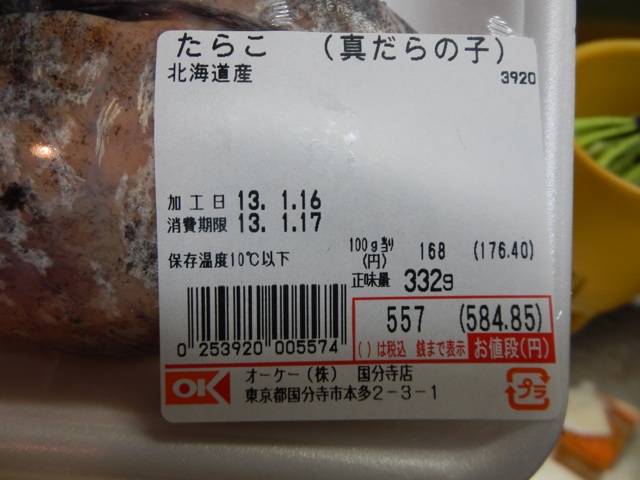 たらこ （真だらの子）
北海道産 3920
加工日 13. 1.16
消費期限 13. 1.17
保存温度10℃以下
100g当り(円) 168 (176.40)
正味量 332g
557 (584.85)
( )は税込 銭まで表示 お値段(円)
0 253920 005574
OK オーケー（株） 国分寺店
東京都国分寺市本多2-3-1
プラ